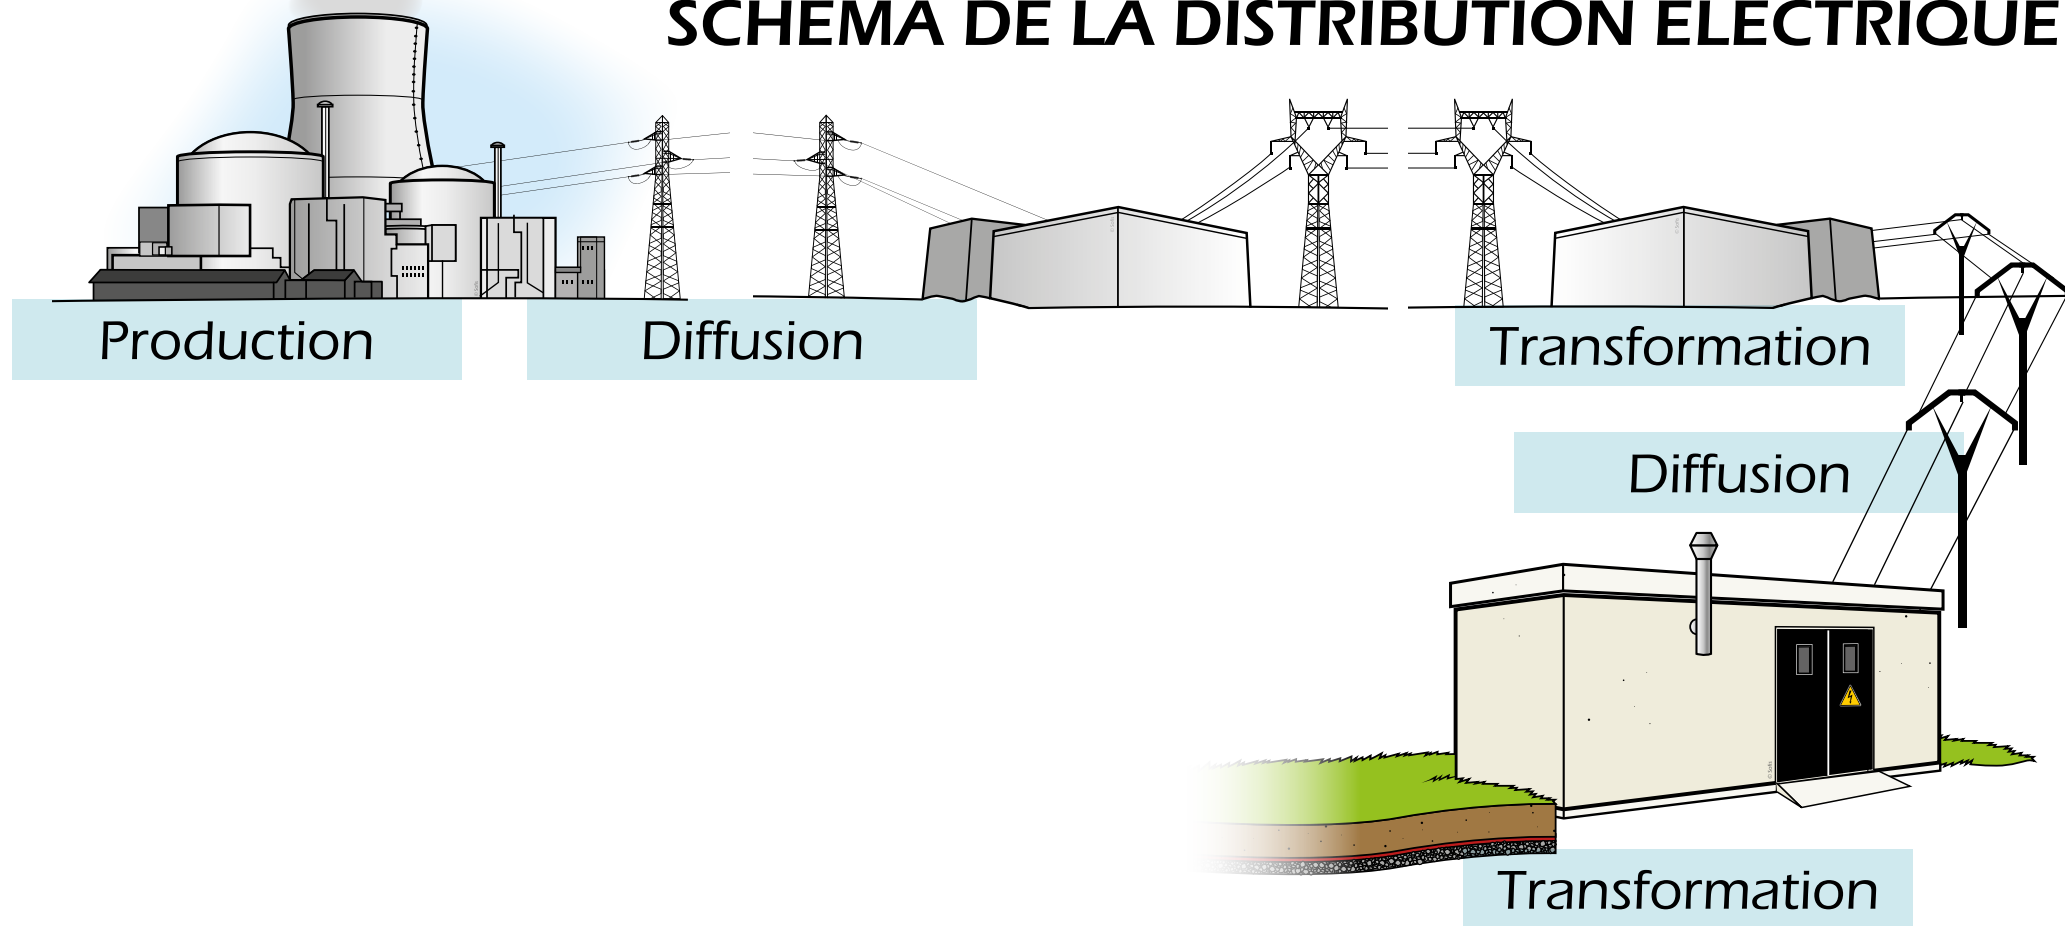 SCHEMA DE LA DISTRIBUTION ELECTRIQUE
Production
Diffusion
Transformation
Diffusion
Transformation